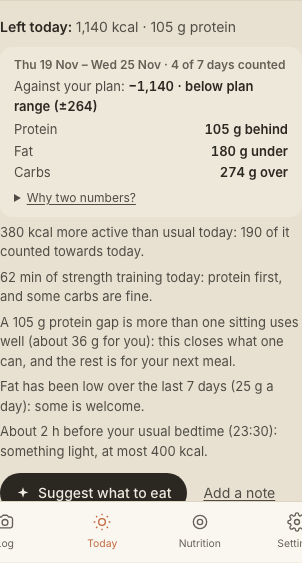 Left today: 1,140 kcal · 105 g protein
Thu 19 Nov – Wed 25 Nov · 4 of 7 days counted
Against your plan: −1,140 · below plan
range (±264)
Protein 105 g behind
Fat 180 g under
Carbs 274 g over
▶ Why two numbers?
380 kcal more active than usual today: 190 of it
counted towards today.
62 min of strength training today: protein first,
and some carbs are fine.
A 105 g protein gap is more than one sitting uses
well (about 36 g for you): this closes what one
can, and the rest is for your next meal.
Fat has been low over the last 7 days (25 g a
day): some is welcome.
About 2 h before your usual bedtime (23:30):
something light, at most 400 kcal.
Suggest what to eat Add a note
Today Nutrition